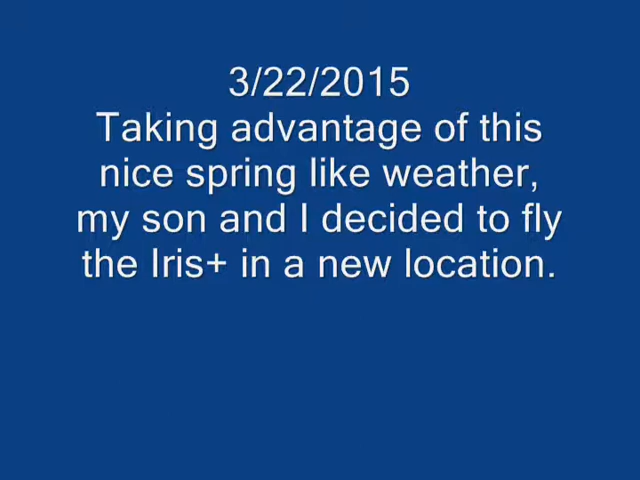 3/22/2015
Taking advantage of this
nice spring like weather,
my son and I decided to fly
the Iris+ in a new location.